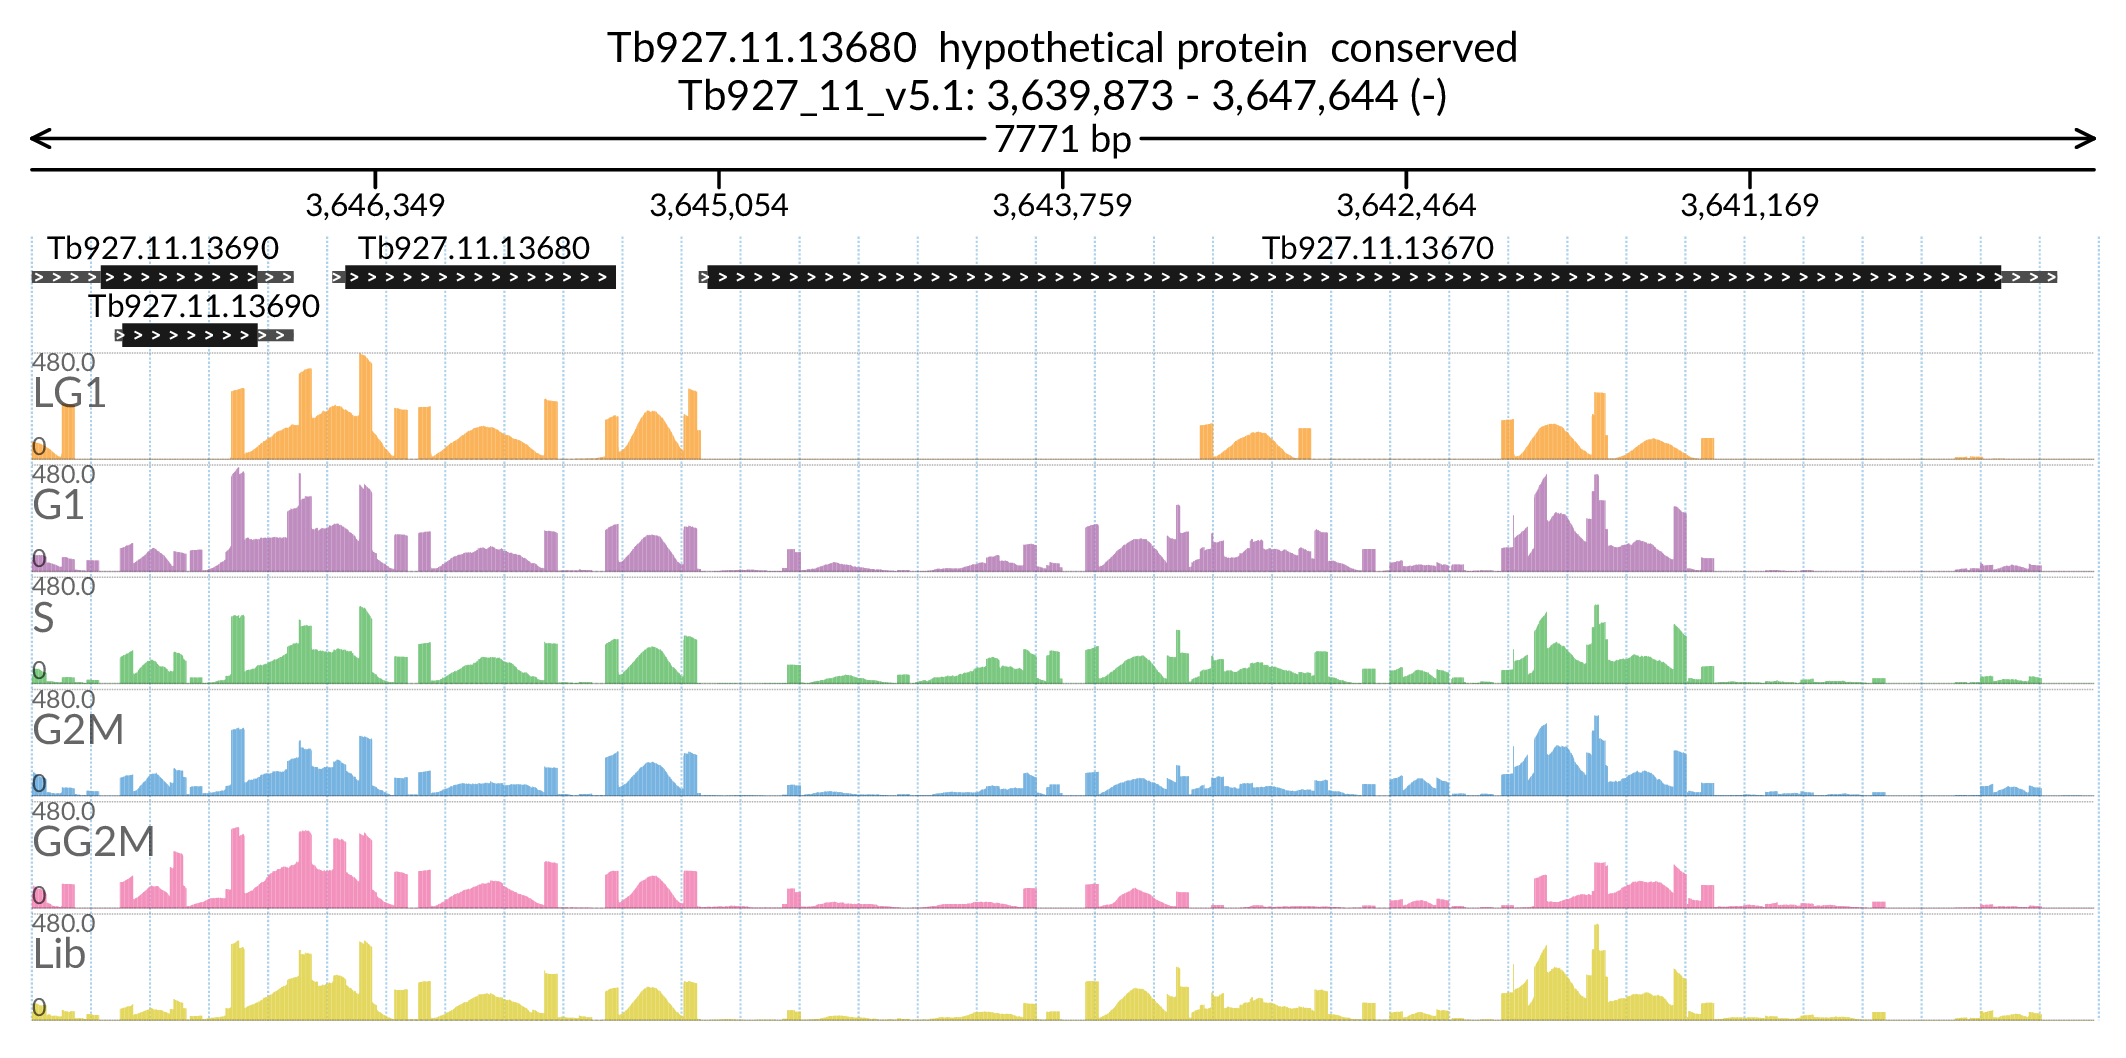 Tb927.11.13680 hypothetical protein conserved
Tb927_11_v5.1: 3,639,873 - 3,647,644 (-)
7771 bp
3,646,349 3,645,054 3,643,759 3,642,464 3,641,169
Tb927.11.13690 Tb927.11.13680 Tb927.11.13670
Tb927.11.13690
480.0
LG1
0
480.0
G1
0
480.0
S
0
480.0
G2M
0
480.0
GG2M
0
480.0
Lib
0